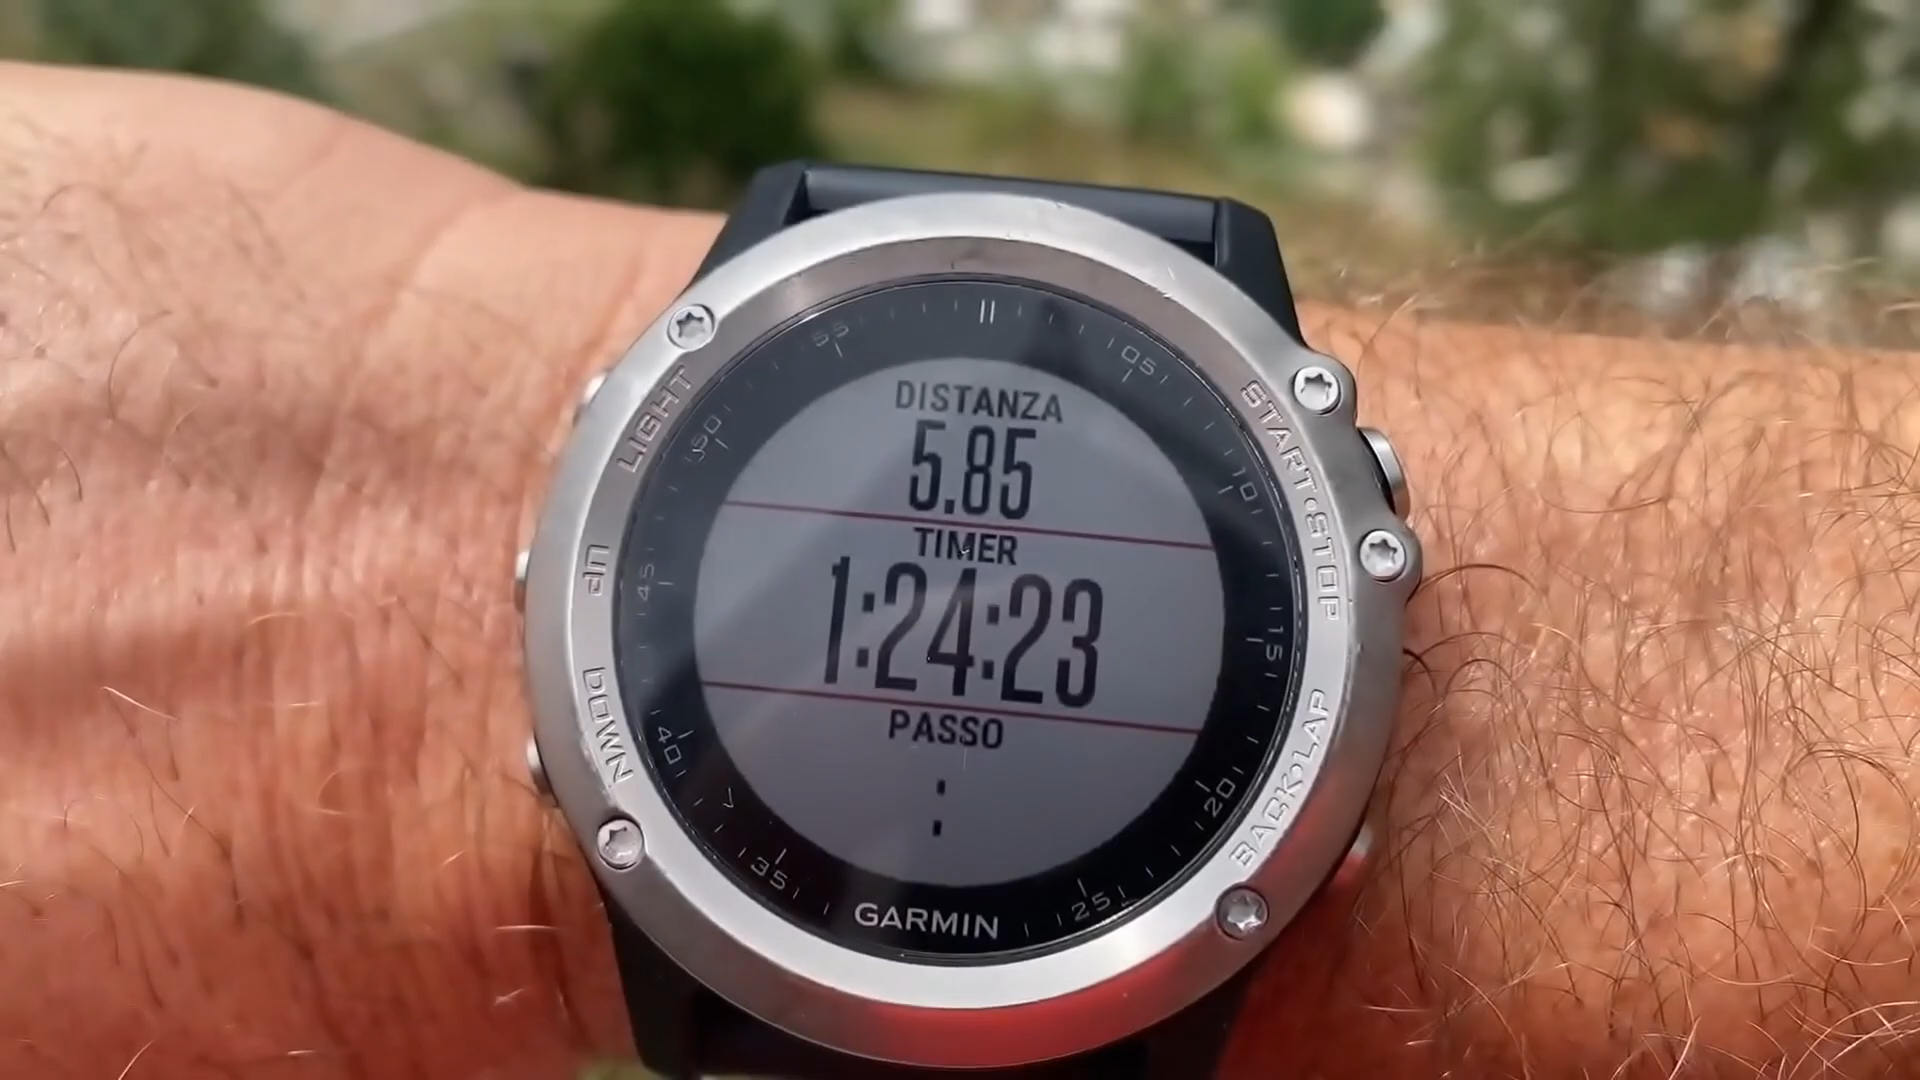 DISTANZA
5.85
TIMER
1:24:23
PASSO
:
GARMIN
LIGHT
UP
DOWN
START•STOP
BACK•LAP
05
10
15
20
25
35
40
45
50
55